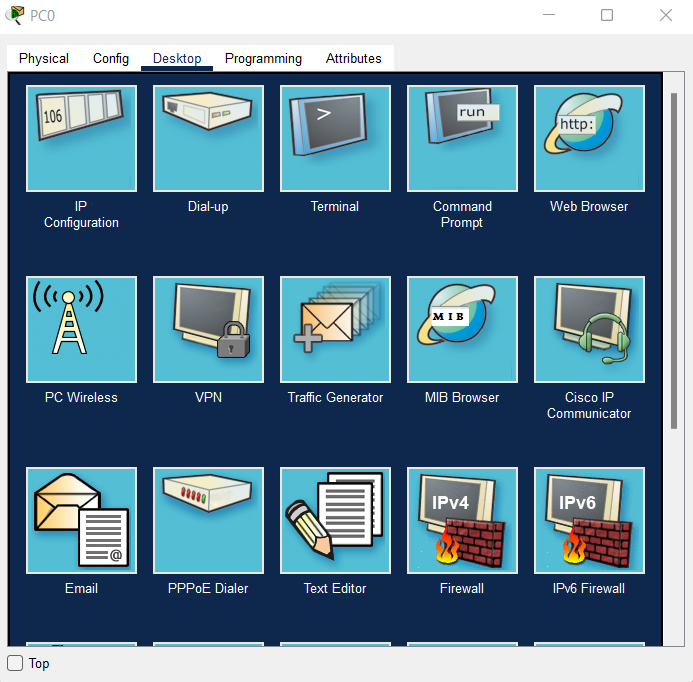 PC0
Physical Config Desktop Programming Attributes
106
>
run
http:
IP
Configuration
Dial-up
Terminal
Command
Prompt
Web Browser
MIB
PC Wireless
VPN
Traffic Generator
MIB Browser
Cisco IP
Communicator
@
IPv4
IPv6
Email
PPPoE Dialer
Text Editor
Firewall
IPv6 Firewall
Top